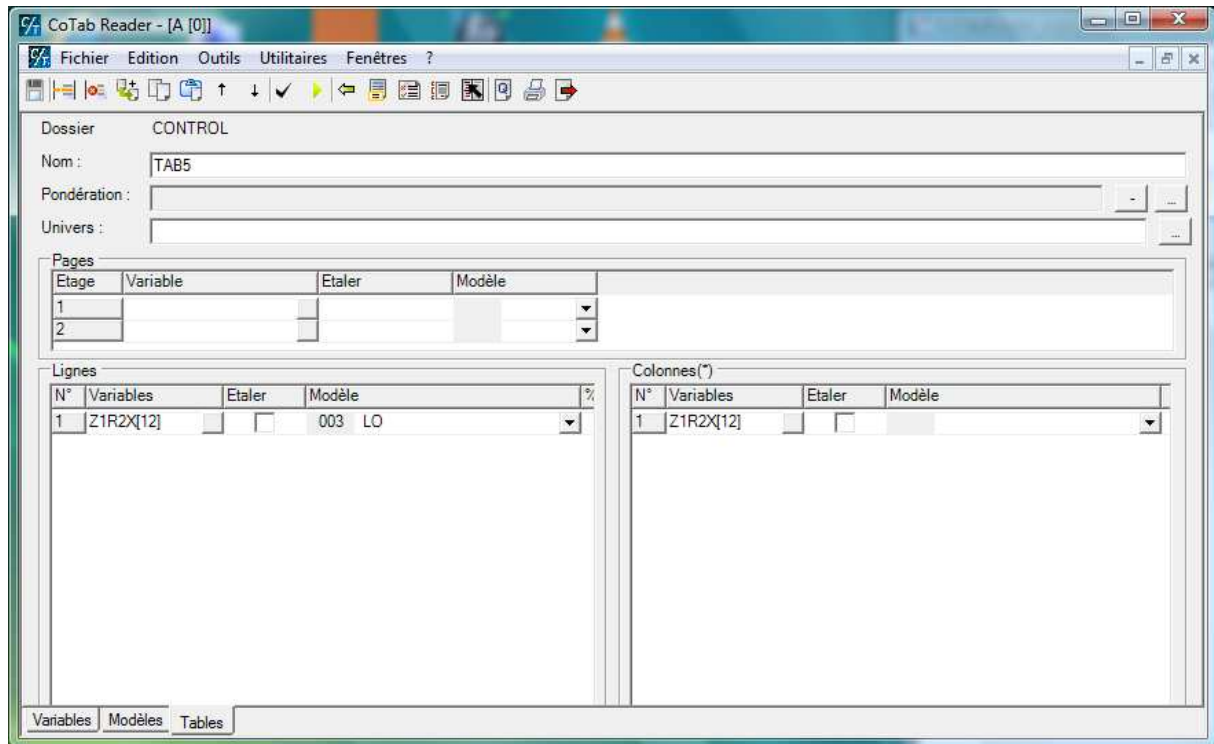 CoTab Reader - [A [0]]
Fichier Edition Outils Utilitaires Fenêtres ?
Dossier CONTROL
Nom : TAB5
Pondération : - ...
Univers : ...
Pages
Etage Variable Etaler Modèle
1
2
Lignes
N° Variables Etaler Modèle %
1 Z1R2X[12] 003 LO
Colonnes(*)
N° Variables Etaler Modèle
1 Z1R2X[12]
Variables Modèles Tables